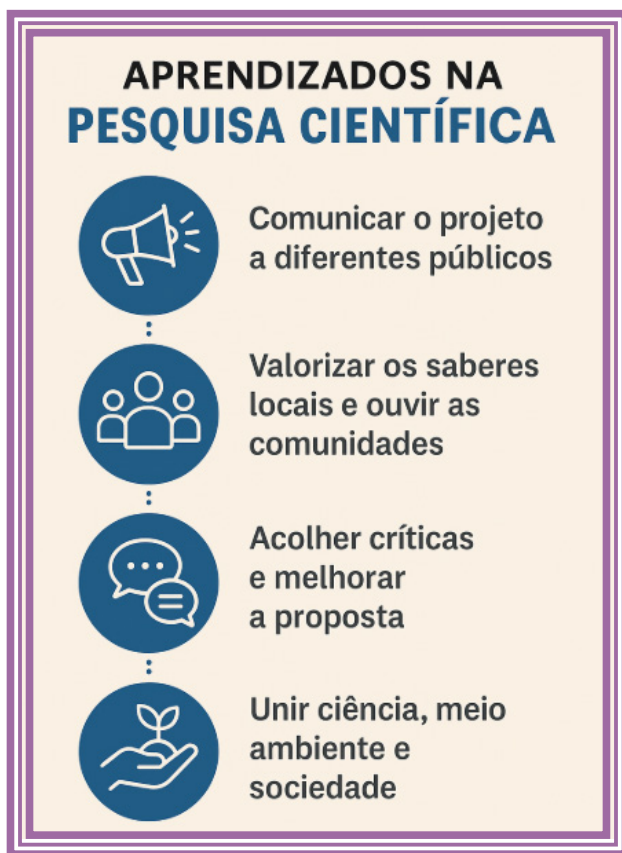 APRENDIZADOS NA
PESQUISA CIENTÍFICA
Comunicar o projeto
a diferentes públicos
Valorizar os saberes
locais e ouvir as
comunidades
Acolher críticas
e melhorar
a proposta
Unir ciência, meio
ambiente e
sociedade